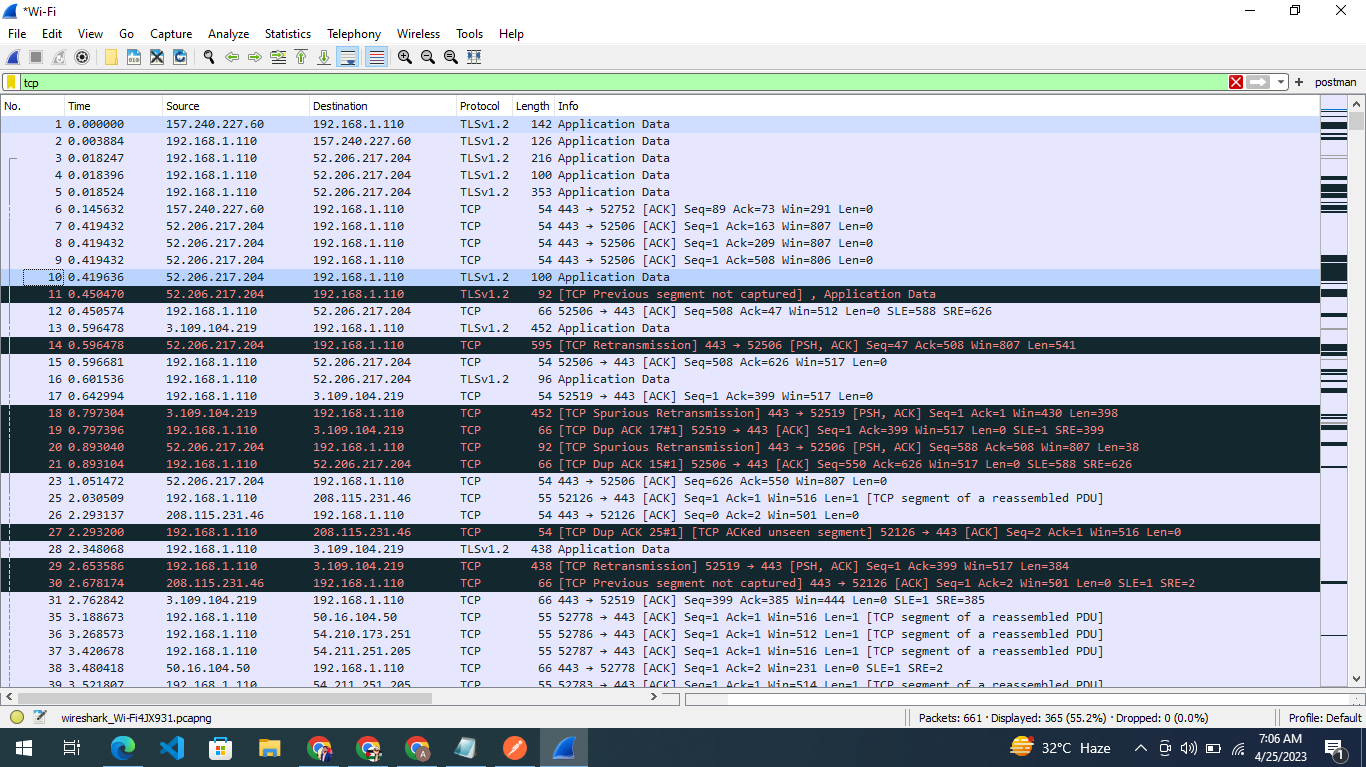 *Wi-Fi
File Edit View Go Capture Analyze Statistics Telephony Wireless Tools Help
tcp postman
No. Time Source Destination Protocol Length Info
1 0.000000 157.240.227.60 192.168.1.110 TLSv1.2 142 Application Data
2 0.003884 192.168.1.110 157.240.227.60 TLSv1.2 126 Application Data
3 0.018247 192.168.1.110 52.206.217.204 TLSv1.2 216 Application Data
4 0.018396 192.168.1.110 52.206.217.204 TLSv1.2 100 Application Data
5 0.018524 192.168.1.110 52.206.217.204 TLSv1.2 353 Application Data
6 0.145632 157.240.227.60 192.168.1.110 TCP 54 443 → 52752 [ACK] Seq=89 Ack=73 Win=291 Len=0
7 0.419432 52.206.217.204 192.168.1.110 TCP 54 443 → 52506 [ACK] Seq=1 Ack=163 Win=807 Len=0
8 0.419432 52.206.217.204 192.168.1.110 TCP 54 443 → 52506 [ACK] Seq=1 Ack=209 Win=807 Len=0
9 0.419432 52.206.217.204 192.168.1.110 TCP 54 443 → 52506 [ACK] Seq=1 Ack=508 Win=806 Len=0
10 0.419636 52.206.217.204 192.168.1.110 TLSv1.2 100 Application Data
11 0.450470 52.206.217.204 192.168.1.110 TLSv1.2 92 [TCP Previous segment not captured] , Application Data
12 0.450574 192.168.1.110 52.206.217.204 TCP 66 52506 → 443 [ACK] Seq=508 Ack=47 Win=512 Len=0 SLE=588 SRE=626
13 0.596478 3.109.104.219 192.168.1.110 TLSv1.2 452 Application Data
14 0.596478 52.206.217.204 192.168.1.110 TCP 595 [TCP Retransmission] 443 → 52506 [PSH, ACK] Seq=47 Ack=508 Win=807 Len=541
15 0.596681 192.168.1.110 52.206.217.204 TCP 54 52506 → 443 [ACK] Seq=508 Ack=626 Win=517 Len=0
16 0.601536 192.168.1.110 52.206.217.204 TLSv1.2 96 Application Data
17 0.642994 192.168.1.110 3.109.104.219 TCP 54 52519 → 443 [ACK] Seq=1 Ack=399 Win=517 Len=0
18 0.797304 3.109.104.219 192.168.1.110 TCP 452 [TCP Spurious Retransmission] 443 → 52519 [PSH, ACK] Seq=1 Ack=1 Win=430 Len=398
19 0.797396 192.168.1.110 3.109.104.219 TCP 66 [TCP Dup ACK 17#1] 52519 → 443 [ACK] Seq=1 Ack=399 Win=517 Len=0 SLE=1 SRE=399
20 0.893040 52.206.217.204 192.168.1.110 TCP 92 [TCP Spurious Retransmission] 443 → 52506 [PSH, ACK] Seq=588 Ack=508 Win=807 Len=38
21 0.893104 192.168.1.110 52.206.217.204 TCP 66 [TCP Dup ACK 15#1] 52506 → 443 [ACK] Seq=550 Ack=626 Win=517 Len=0 SLE=588 SRE=626
23 1.051472 52.206.217.204 192.168.1.110 TCP 54 443 → 52506 [ACK] Seq=626 Ack=550 Win=807 Len=0
25 2.030509 192.168.1.110 208.115.231.46 TCP 55 52126 → 443 [ACK] Seq=1 Ack=1 Win=516 Len=1 [TCP segment of a reassembled PDU]
26 2.293137 208.115.231.46 192.168.1.110 TCP 54 443 → 52126 [ACK] Seq=0 Ack=2 Win=501 Len=0
27 2.293200 192.168.1.110 208.115.231.46 TCP 54 [TCP Dup ACK 25#1] [TCP ACKed unseen segment] 52126 → 443 [ACK] Seq=2 Ack=1 Win=516 Len=0
28 2.348068 192.168.1.110 3.109.104.219 TLSv1.2 438 Application Data
29 2.653586 192.168.1.110 3.109.104.219 TCP 438 [TCP Retransmission] 52519 → 443 [PSH, ACK] Seq=1 Ack=399 Win=517 Len=384
30 2.678174 208.115.231.46 192.168.1.110 TCP 66 [TCP Previous segment not captured] 443 → 52126 [ACK] Seq=1 Ack=2 Win=501 Len=0 SLE=1 SRE=2
31 2.762842 3.109.104.219 192.168.1.110 TCP 66 443 → 52519 [ACK] Seq=399 Ack=385 Win=444 Len=0 SLE=1 SRE=385
35 3.188673 192.168.1.110 50.16.104.50 TCP 55 52778 → 443 [ACK] Seq=1 Ack=1 Win=516 Len=1 [TCP segment of a reassembled PDU]
36 3.268573 192.168.1.110 54.210.173.251 TCP 55 52786 → 443 [ACK] Seq=1 Ack=1 Win=512 Len=1 [TCP segment of a reassembled PDU]
37 3.420678 192.168.1.110 54.211.251.205 TCP 55 52787 → 443 [ACK] Seq=1 Ack=1 Win=516 Len=1 [TCP segment of a reassembled PDU]
38 3.480418 50.16.104.50 192.168.1.110 TCP 66 443 → 52778 [ACK] Seq=1 Ack=2 Win=231 Len=0 SLE=1 SRE=2
39 3.521807 192.168.1.110 54.211.251.205 TCP 55 52783 → 443 [ACK] Seq=1 Ack=1 Win=514 Len=1 [TCP segment of a reassembled PDU]
wireshark_Wi-Fi4JX931.pcapng Packets: 661 · Displayed: 365 (55.2%) · Dropped: 0 (0.0%) Profile: Default
32°C Haze 7:06 AM
4/25/2023 1